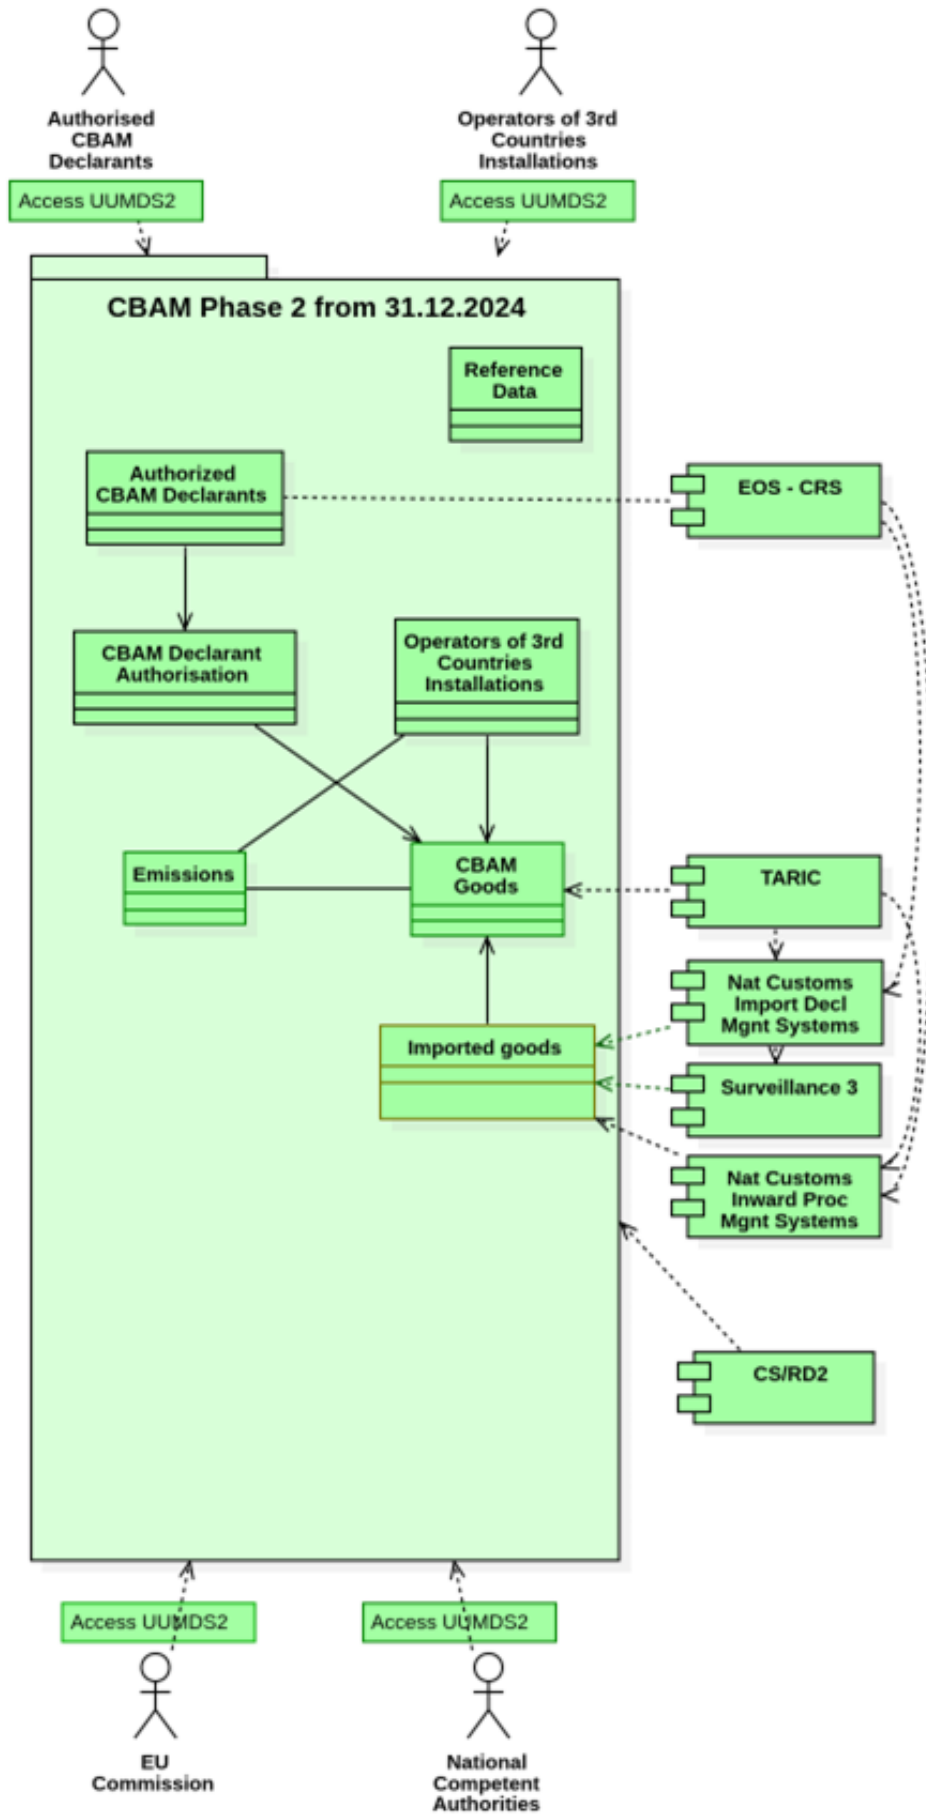 Authorised
CBAM
Declarants
Operators of 3rd
Countries
Installations
Access UUMDS2
Access UUMDS2
CBAM Phase 2 from 31.12.2024
Reference
Data
Authorized
CBAM Declarants
EOS - CRS
CBAM Declarant
Authorisation
Operators of 3rd
Countries
Installations
Emissions
CBAM
Goods
TARIC
Nat Customs
Import Decl
Mgnt Systems
Imported goods
Surveillance 3
Nat Customs
Inward Proc
Mgnt Systems
CS/RD2
Access UUMDS2
Access UUMDS2
EU
Commission
National
Competent
Authorities